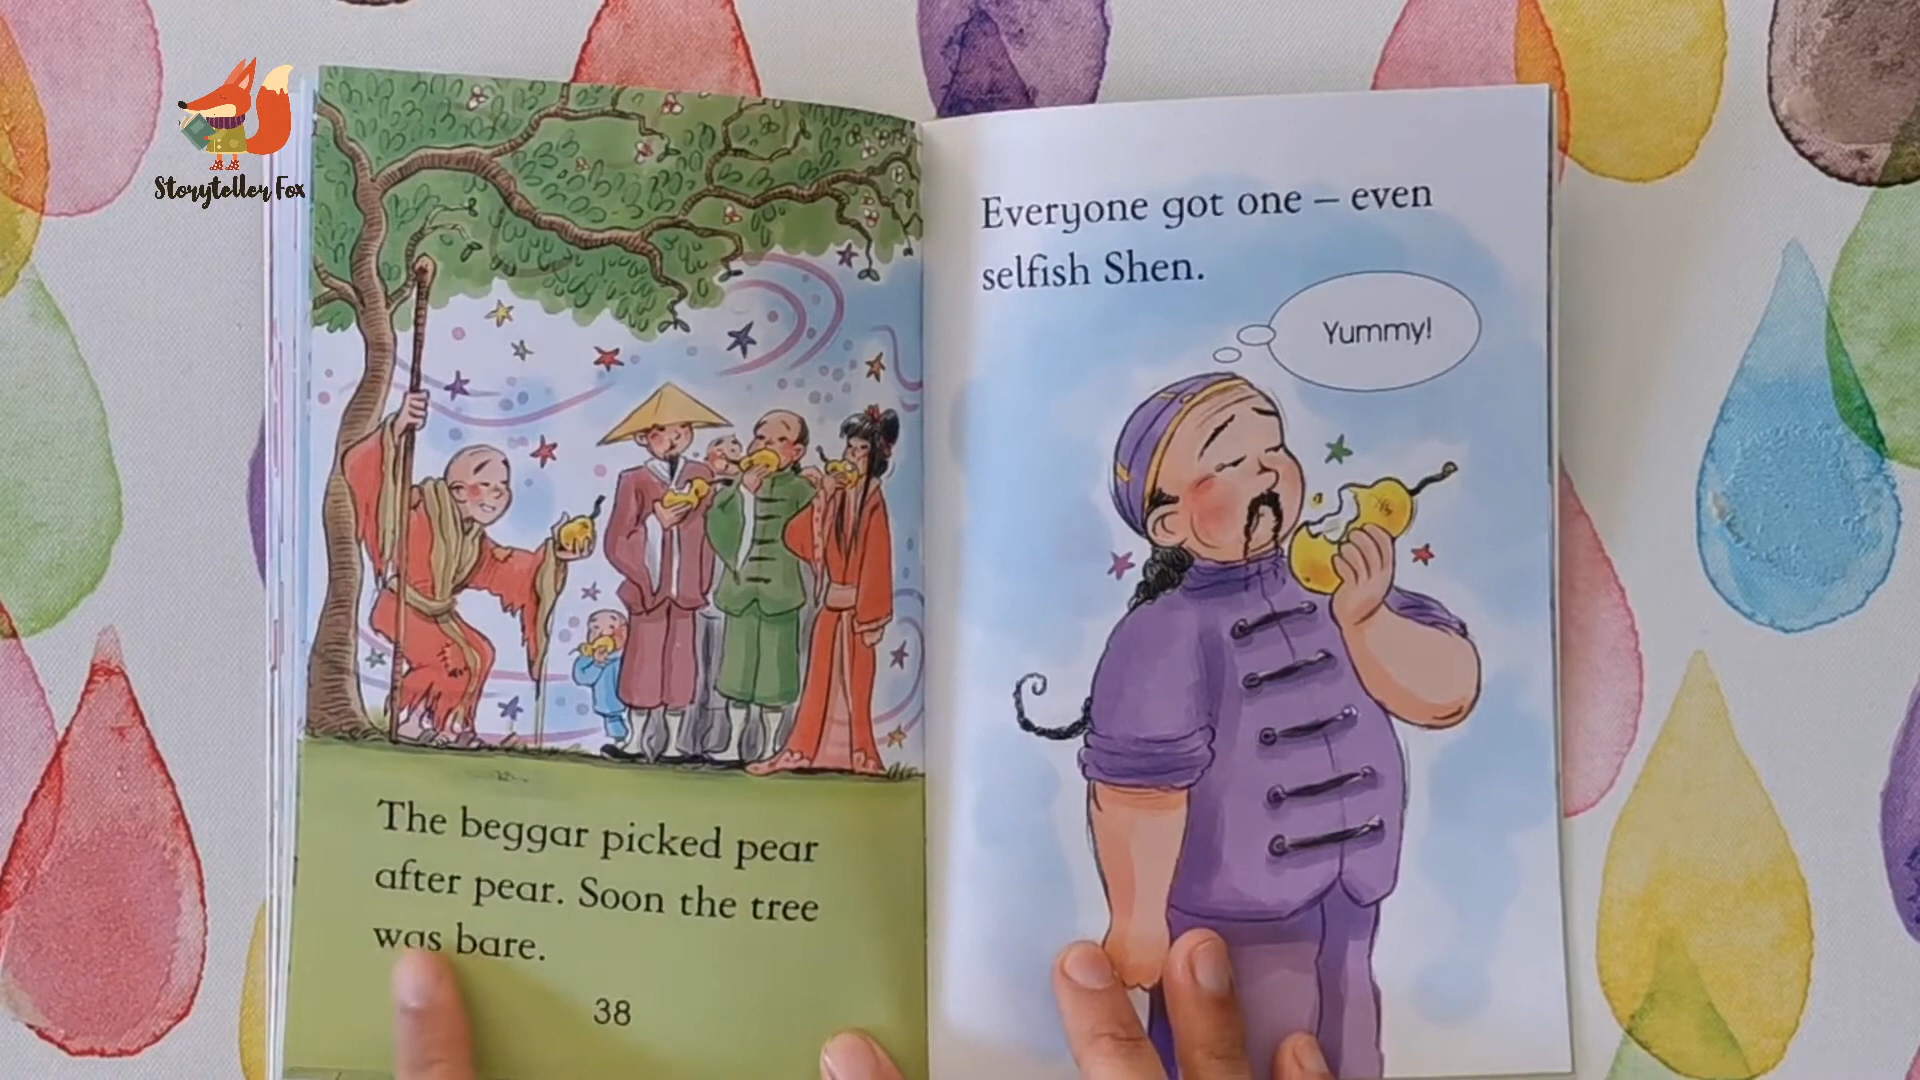 Storyteller Fox
The beggar picked pear
after pear. Soon the tree
was bare.
38
Everyone got one – even
selfish Shen.
Yummy!